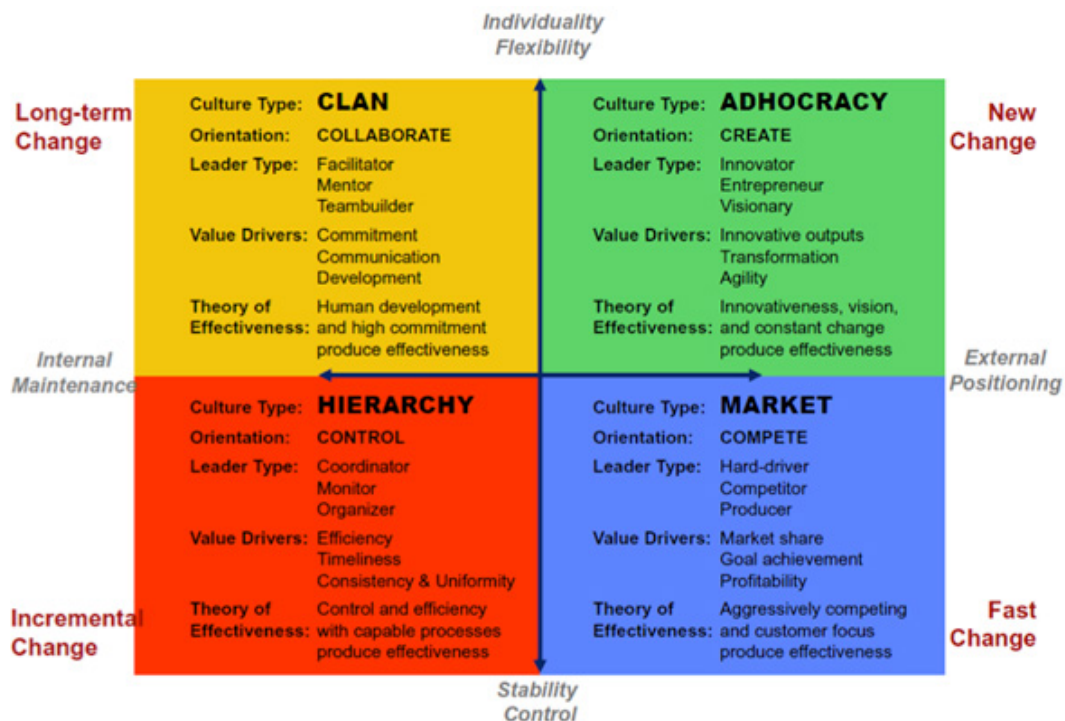 Individuality
Flexibility
Long-term
Change
Culture Type: CLAN
Orientation: COLLABORATE
Leader Type: Facilitator
Mentor
Teambuilder
Value Drivers: Commitment
Communication
Development
Theory of Human development
Effectiveness: and high commitment
produce effectiveness
Culture Type: ADHOCRACY
Orientation: CREATE
Leader Type: Innovator
Entrepreneur
Visionary
Value Drivers: Innovative outputs
Transformation
Agility
Theory of Innovativeness, vision,
Effectiveness: and constant change
produce effectiveness
New
Change
Internal
Maintenance
External
Positioning
Culture Type: HIERARCHY
Orientation: CONTROL
Leader Type: Coordinator
Monitor
Organizer
Value Drivers: Efficiency
Timeliness
Consistency & Uniformity
Theory of Control and efficiency
Effectiveness: with capable processes
produce effectiveness
Incremental
Change
Culture Type: MARKET
Orientation: COMPETE
Leader Type: Hard-driver
Competitor
Producer
Value Drivers: Market share
Goal achievement
Profitability
Theory of Aggressively competing
Effectiveness: and customer focus
produce effectiveness
Fast
Change
Stability
Control